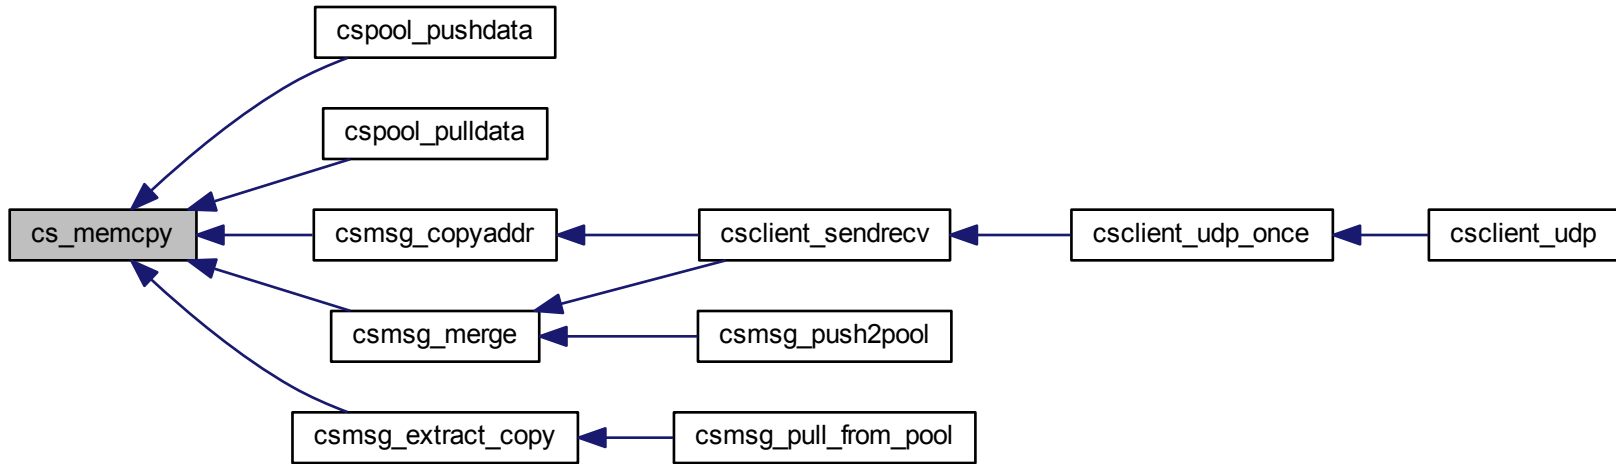 cspool_pushdata
cspool_pulldata
cs_memcpy
csmsg_copyaddr
csclient_sendrecv
csclient_udp_once
csclient_udp
csmsg_merge
csmsg_push2pool
csmsg_extract_copy
csmsg_pull_from_pool